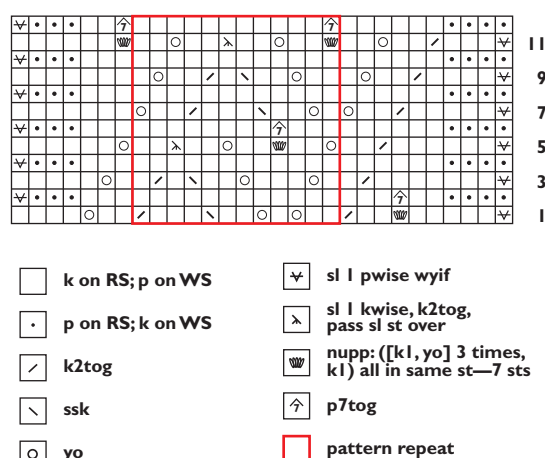 11
9
7
5
3
1
k on RS; p on WS
p on RS; k on WS
k2tog
ssk
yo
sl 1 pwise wyif
sl 1 kwise, k2tog,
pass sl st over
nupp: ([k1, yo] 3 times,
k1) all in same st—7 sts
7 p7tog
pattern repeat